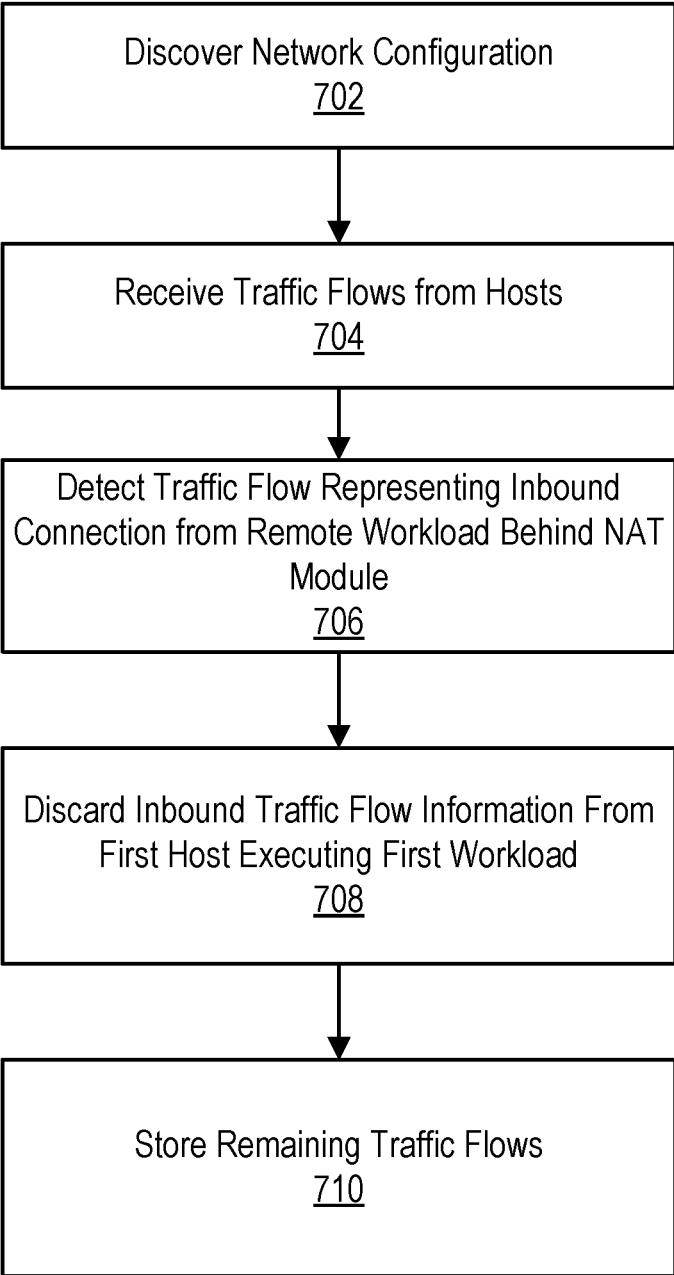 Discover Network Configuration
702
Receive Traffic Flows from Hosts
704
Detect Traffic Flow Representing Inbound
Connection from Remote Workload Behind NAT
Module
706
Discard Inbound Traffic Flow Information From
First Host Executing First Workload
708
Store Remaining Traffic Flows
710